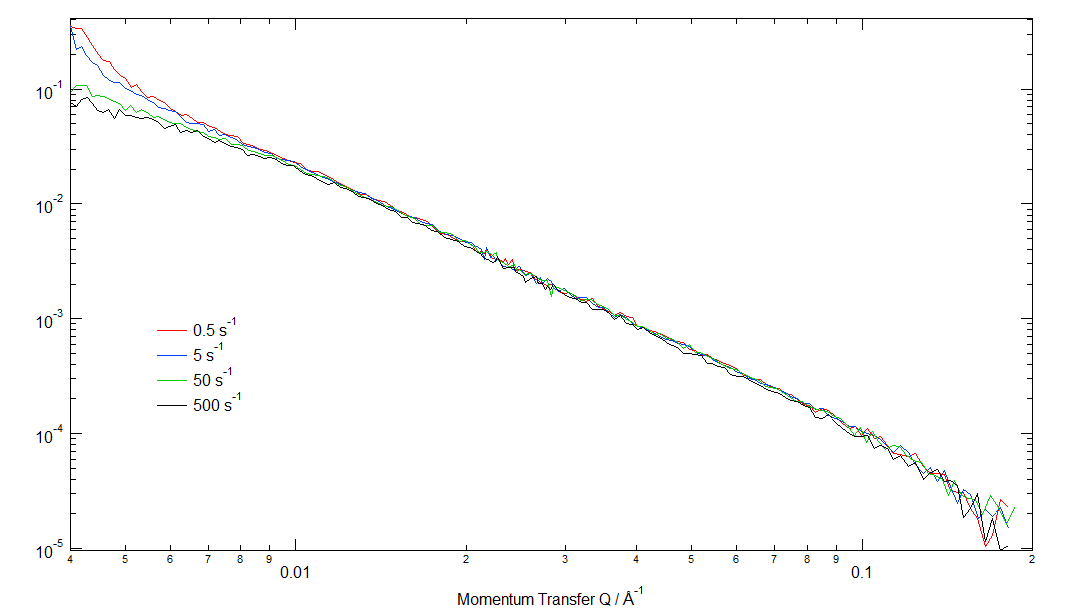 10⁻¹
10⁻²
10⁻³
10⁻⁴
10⁻⁵
0.5 s⁻¹
5 s⁻¹
50 s⁻¹
500 s⁻¹
4 5 6 7 8 9 2 3 4 5 6 7 8 9 2
0.01 0.1
Momentum Transfer Q / Å⁻¹